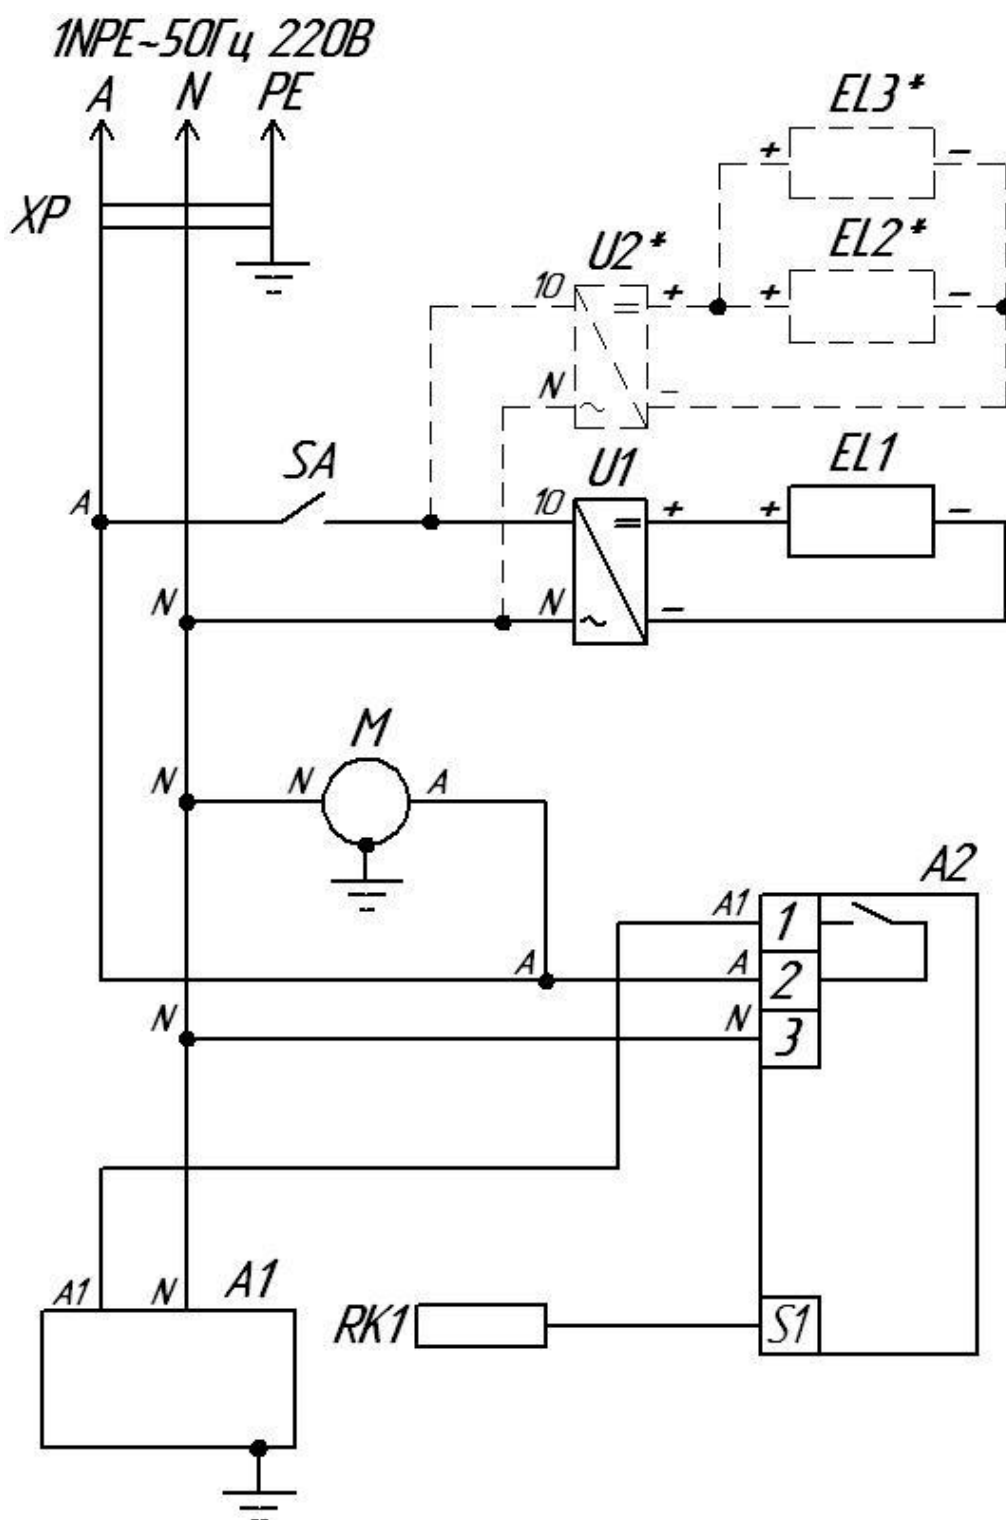 1NPE~50Гц 220В
A N PE
XP
EL3*
+ −
U2*
EL2*
10 = + + −
N ~ −
SA
U1
EL1
A
10 = + + −
N
N ~ −
M
N N A
A2
A1 1
A A 2
N N 3
A1 N A1
RK1 S1